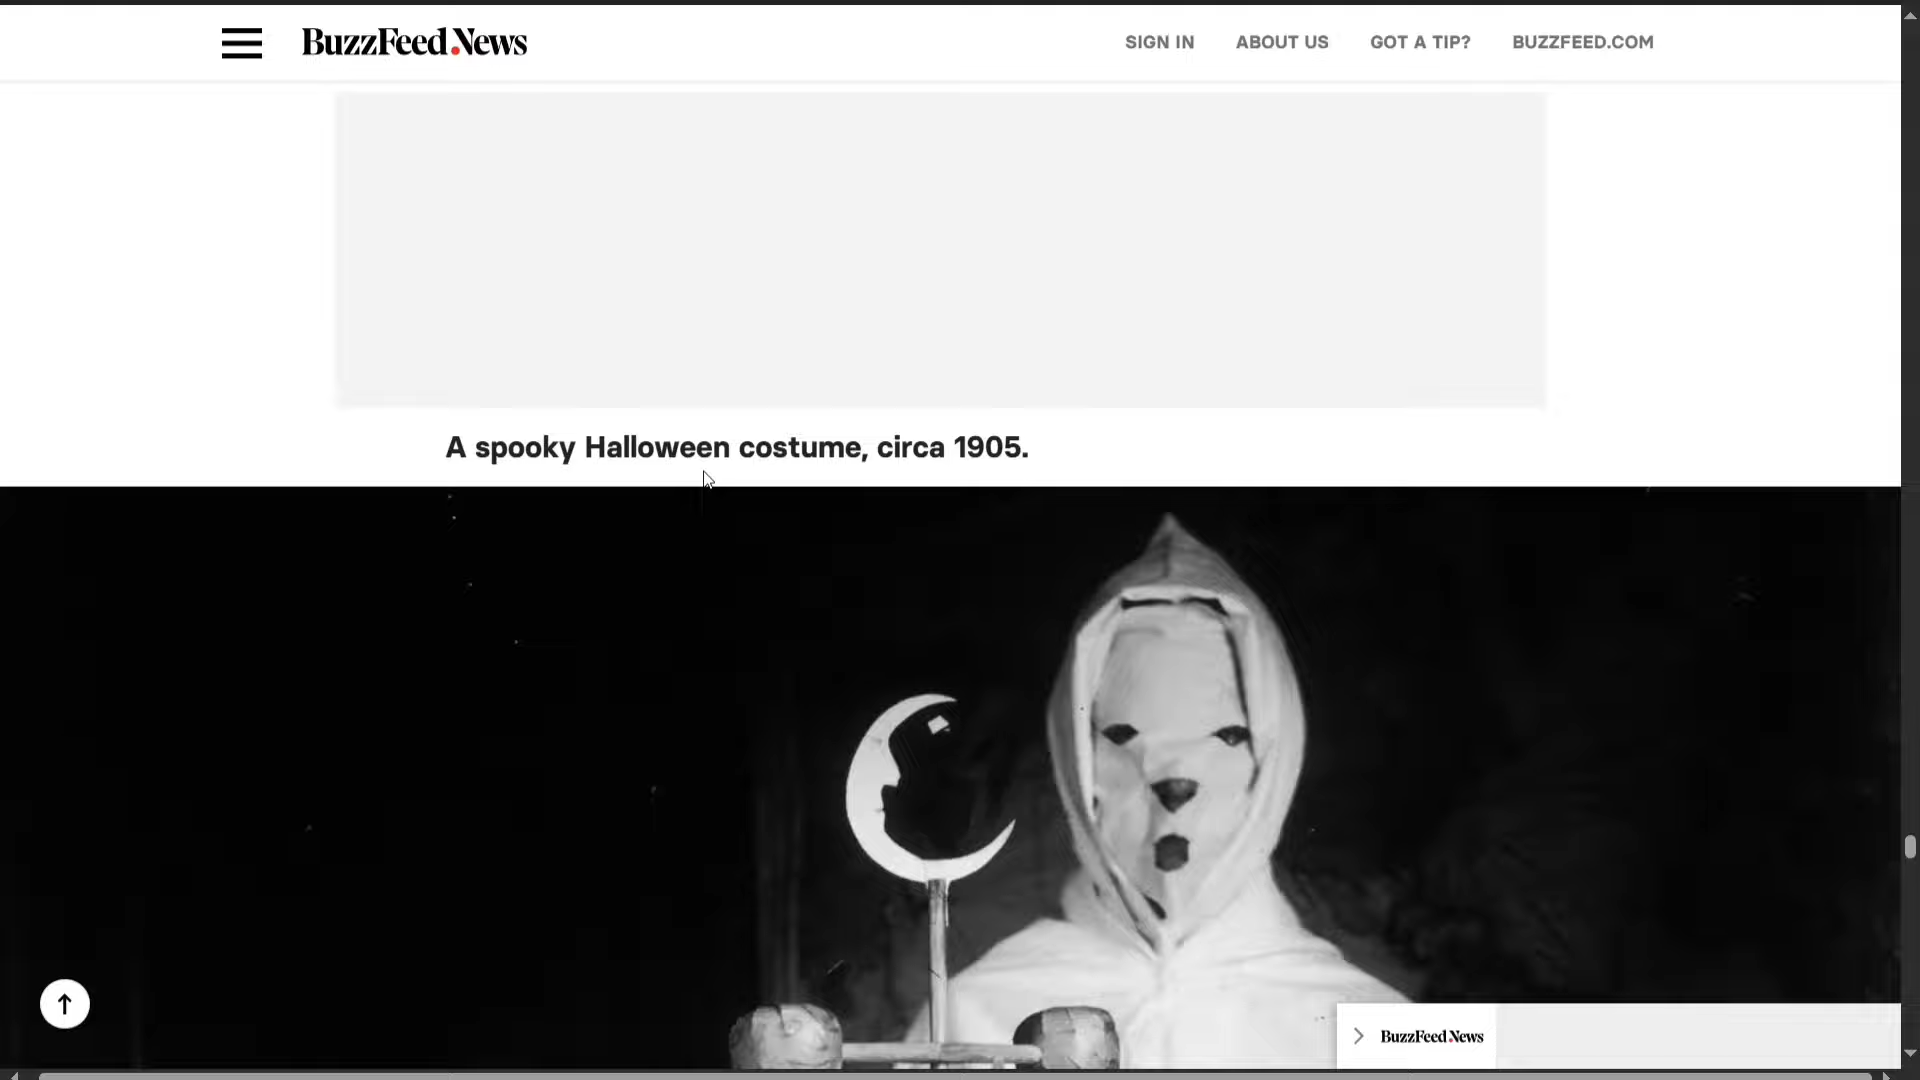 BuzzFeed News
SIGN IN
ABOUT US
GOT A TIP?
BUZZFEED.COM
A spooky Halloween costume, circa 1905.
BuzzFeed News